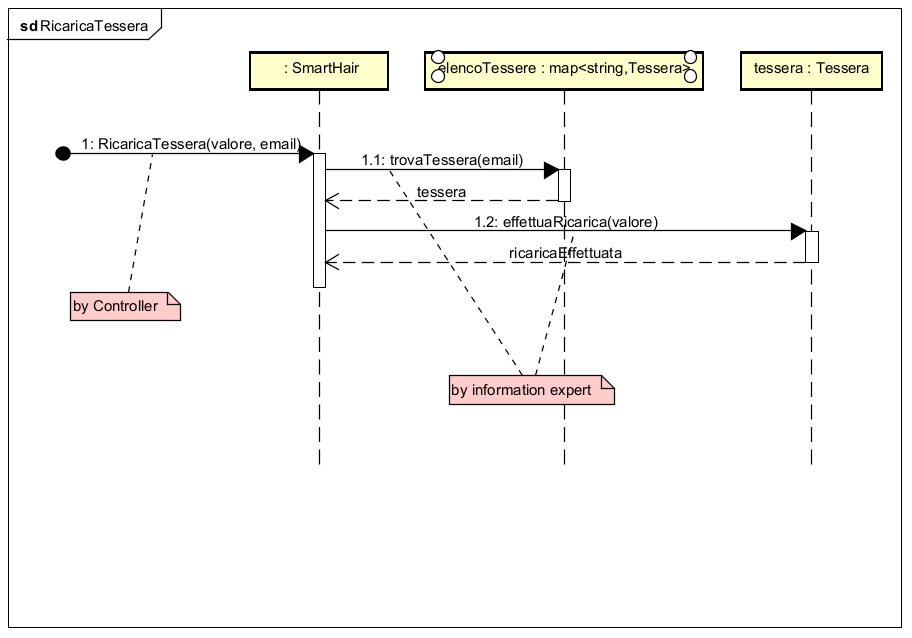 sd RicaricaTessera
: SmartHair
elencoTessere : map<string,Tessera>
tessera : Tessera
1: RicaricaTessera(valore, email)
1.1: trovaTessera(email)
tessera
1.2: effettuaRicarica(valore)
ricaricaEffettuata
by Controller
by information expert